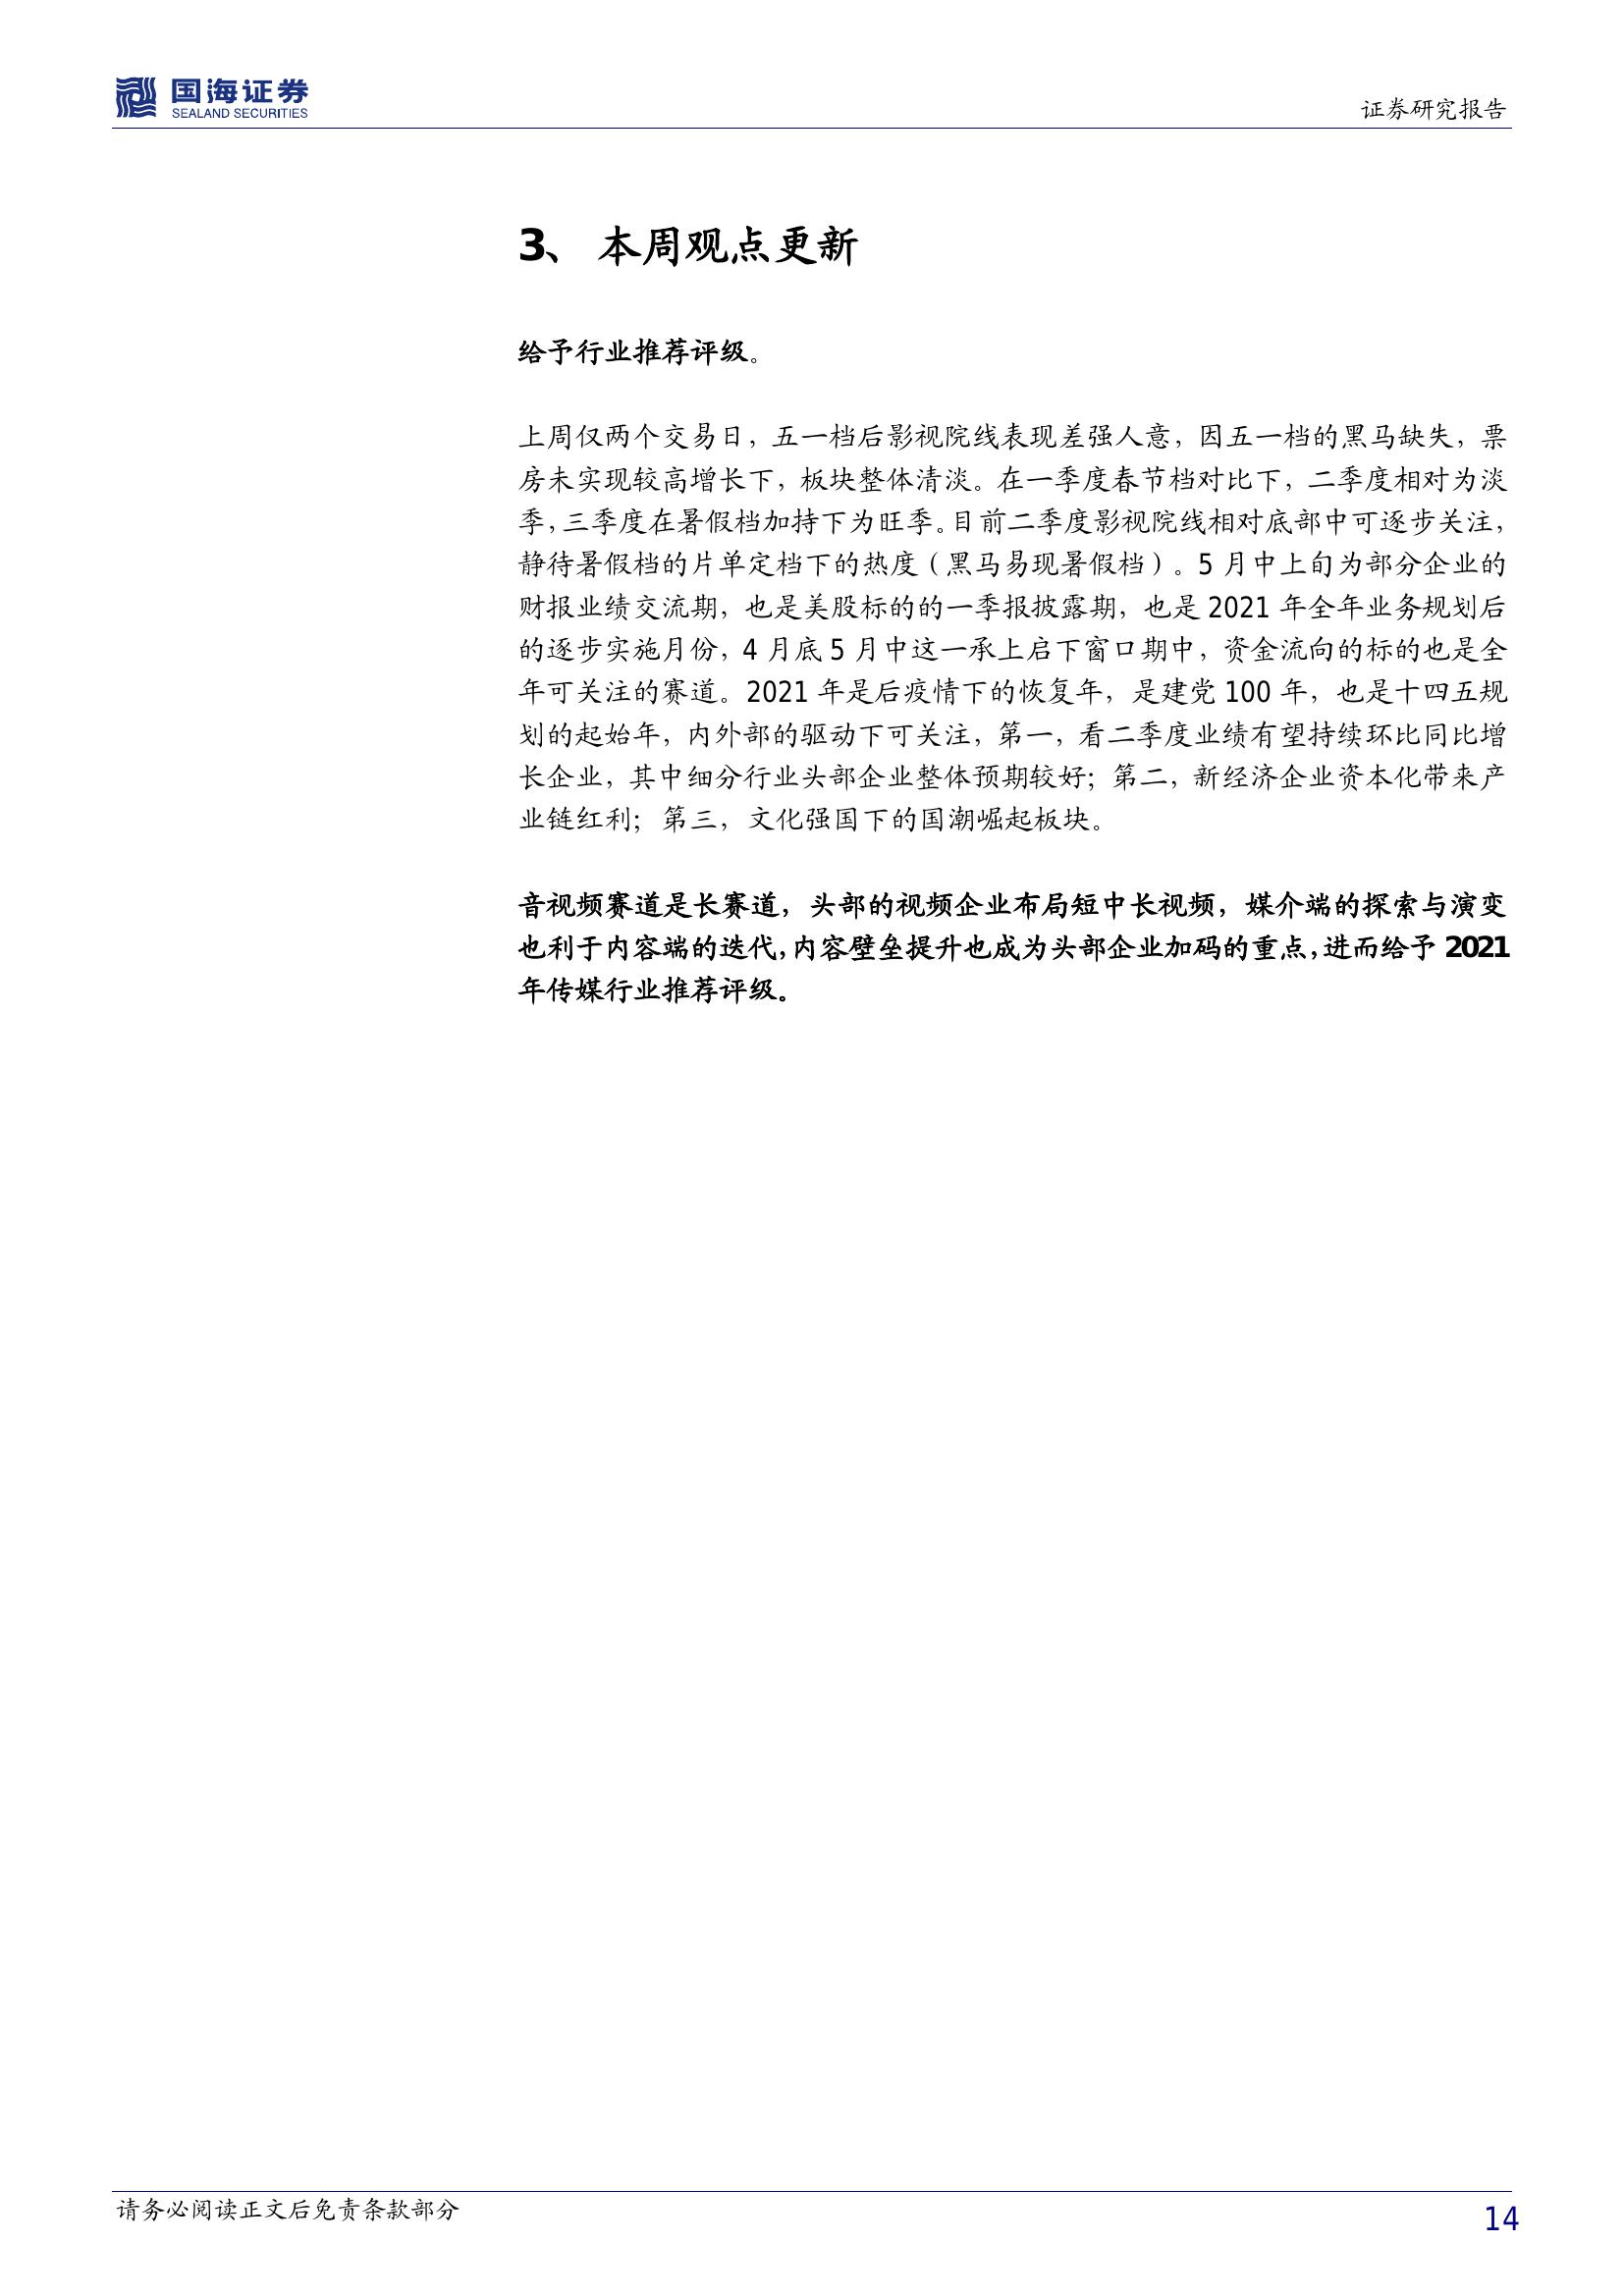 国海证券
SEALAND SECURITIES
证券研究报告
3、 本周观点更新
给予行业推荐评级。
上周仅两个交易日，五一档后影视院线表现差强人意，因五一档的黑马缺失，票
房未实现较高增长下，板块整体清淡。在一季度春节档对比下，二季度相对为淡
季，三季度在暑假档加持下为旺季。目前二季度影视院线相对底部中可逐步关注，
静待暑假档的片单定档下的热度（黑马易现暑假档）。5 月中上旬为部分企业的
财报业绩交流期，也是美股标的的一季报披露期，也是 2021 年全年业务规划后
的逐步实施月份，4 月底 5 月中这一承上启下窗口期中，资金流向的标的也是全
年可关注的赛道。2021 年是后疫情下的恢复年，是建党 100 年，也是十四五规
划的起始年，内外部的驱动下可关注，第一，看二季度业绩有望持续环比同比增
长企业，其中细分行业头部企业整体预期较好；第二，新经济企业资本化带来产
业链红利；第三，文化强国下的国潮崛起板块。
音视频赛道是长赛道，头部的视频企业布局短中长视频，媒介端的探索与演变
也利于内容端的迭代，内容壁垒提升也成为头部企业加码的重点，进而给予 2021
年传媒行业推荐评级。
请务必阅读正文后免责条款部分
14